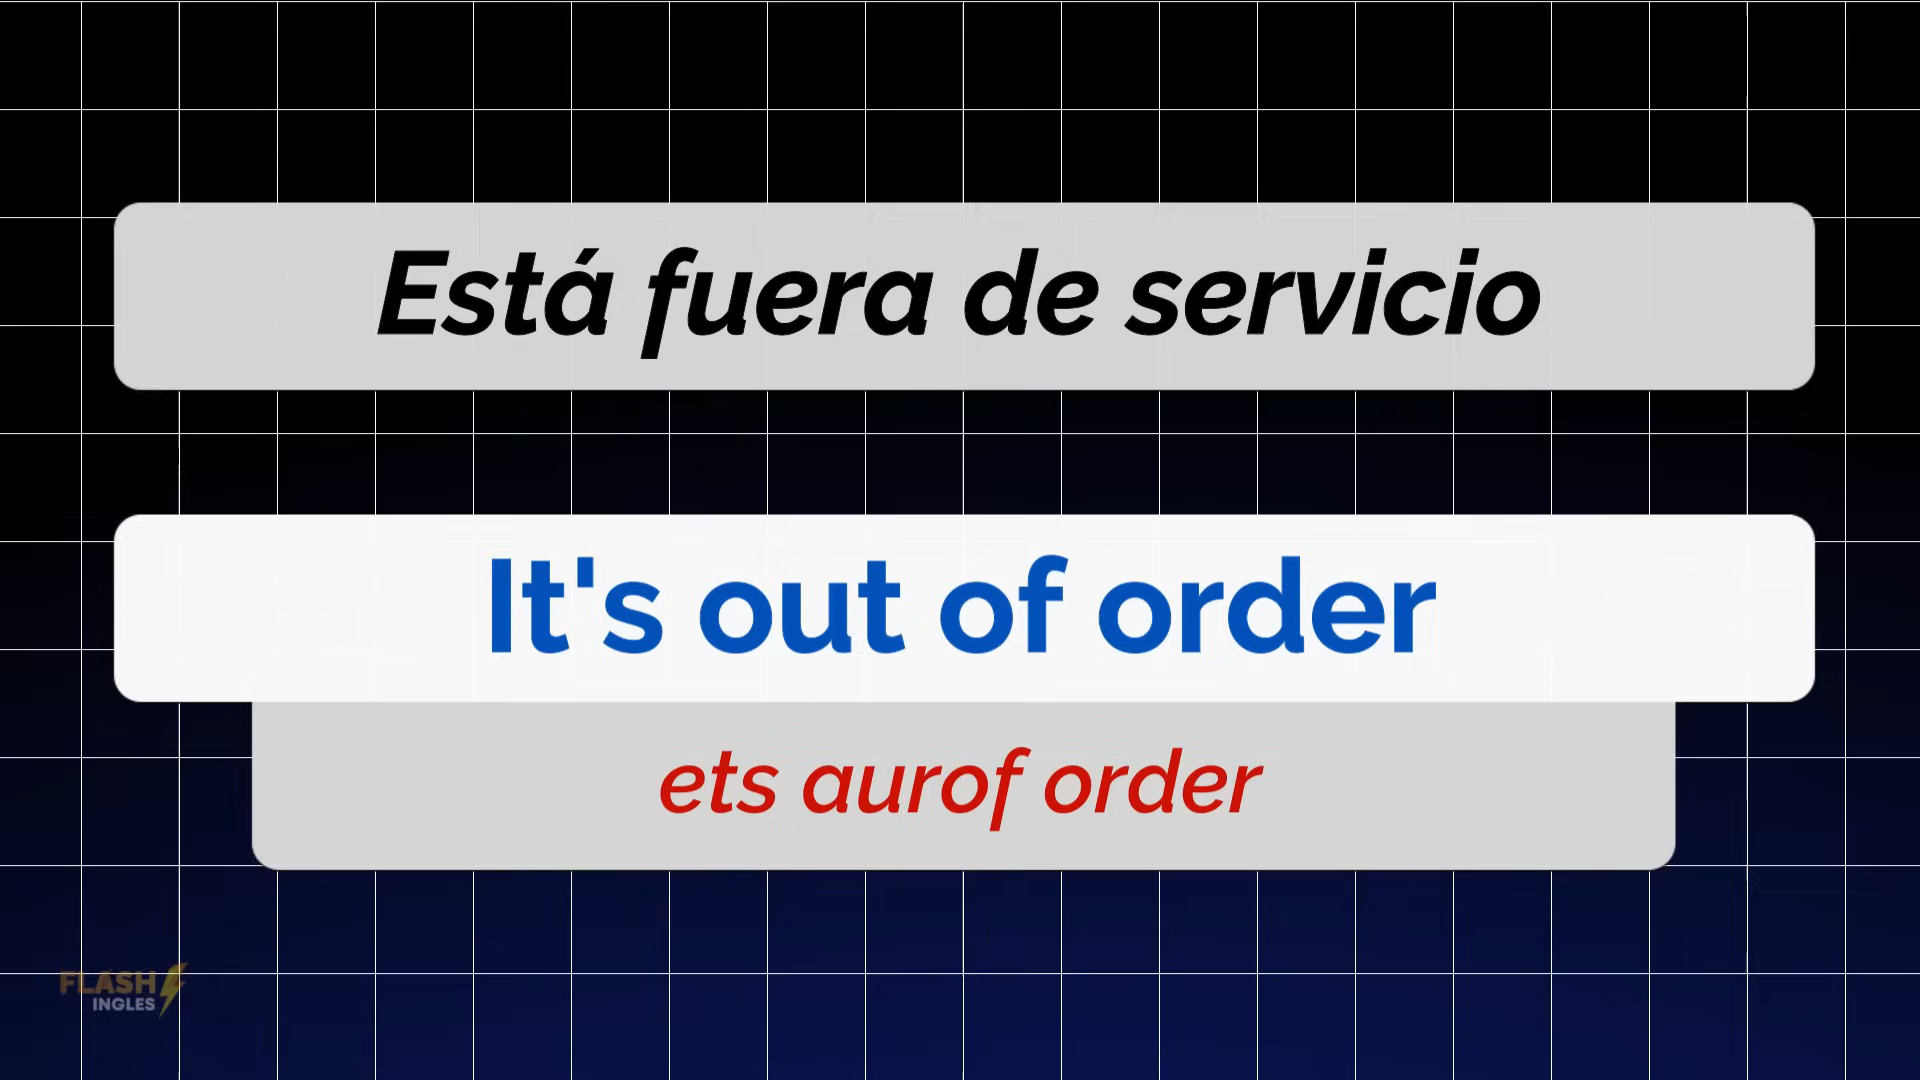 Está fuera de servicio
It's out of order
ets aurof order
FLASH
INGLES